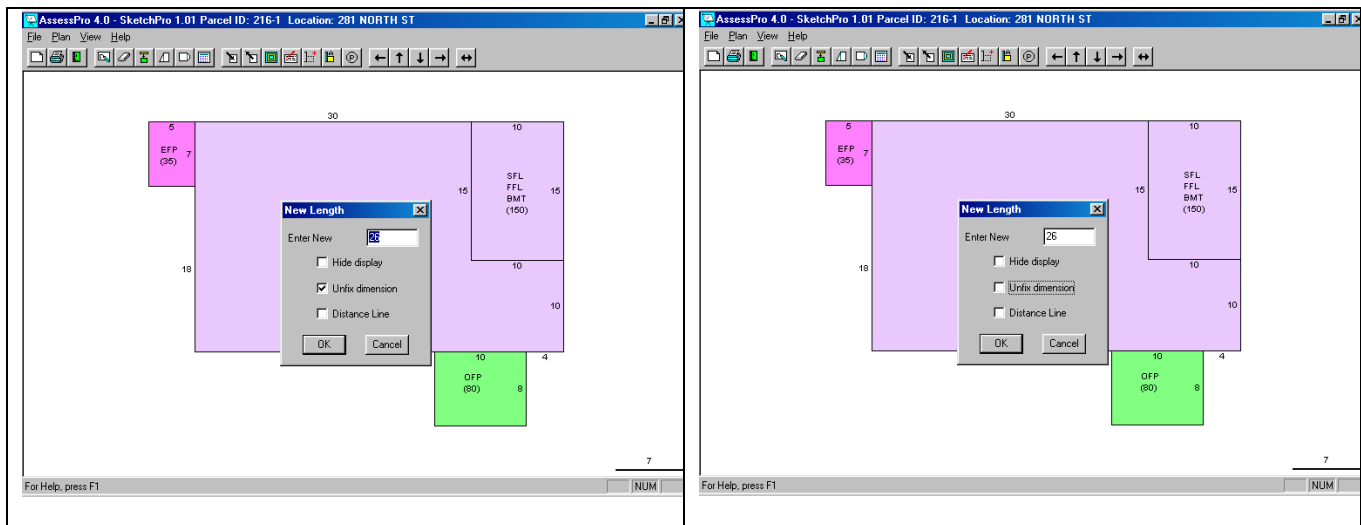 AssessPro 4.0 - SketchPro 1.01 Parcel ID: 216-1 Location: 281 NORTH ST
File Plan View Help
P
30
5
EFP 7
(35)
10
SFL
FFL
BMT
(150)
15 15
18
10
10
10 4
OFP
(80) 8
New Length
Enter New 26
Hide display
Unfix dimension
Distance Line
OK Cancel
7
For Help, press F1
NUM
AssessPro 4.0 - SketchPro 1.01 Parcel ID: 216-1 Location: 281 NORTH ST
File Plan View Help
P
30
5
EFP 7
(35)
10
SFL
FFL
BMT
(150)
15 15
18
10
10
10 4
OFP
(80) 8
New Length
Enter New 26
Hide display
Unfix dimension
Distance Line
OK Cancel
7
For Help, press F1
NUM